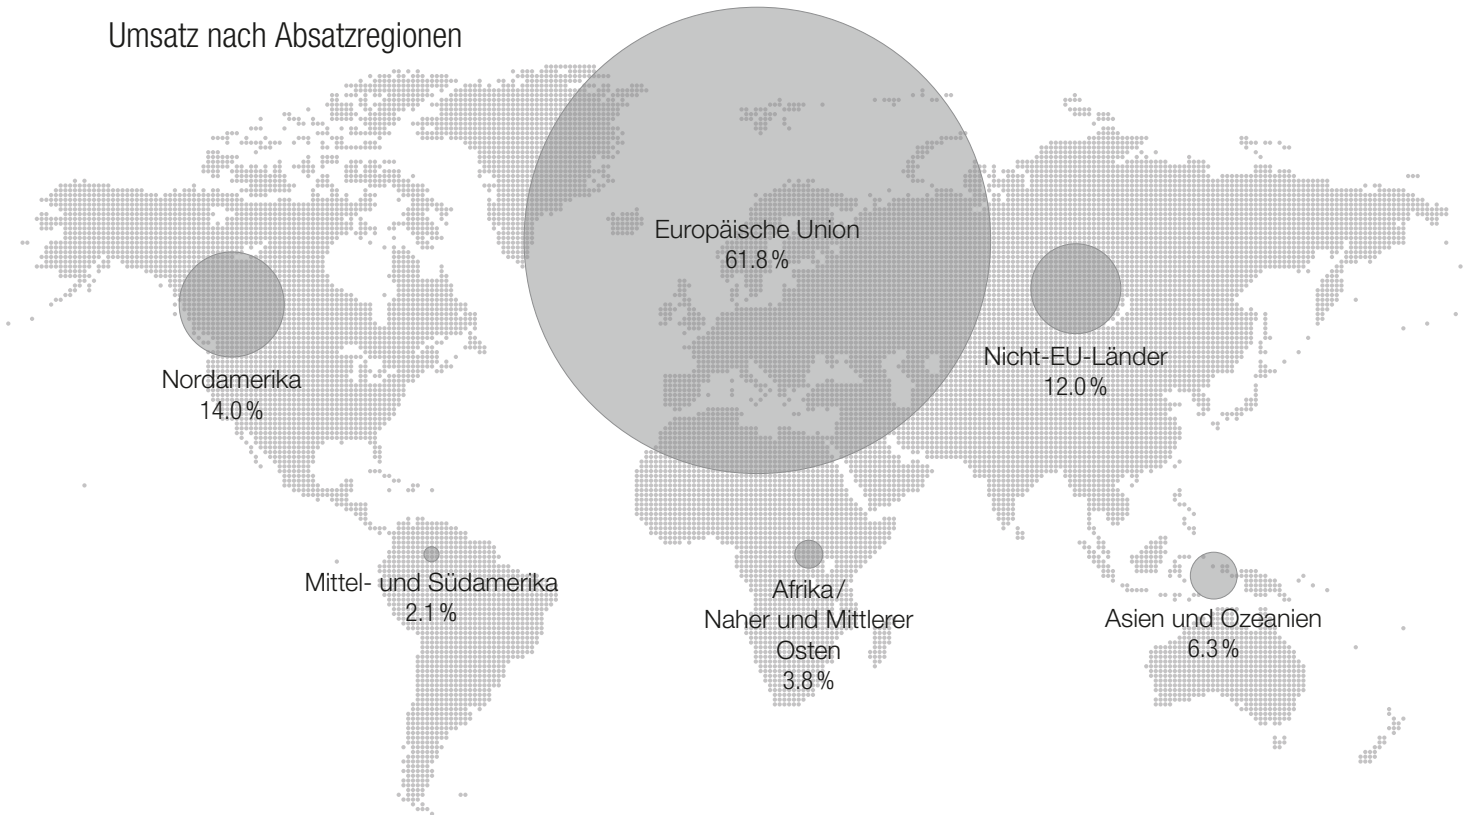 Umsatz nach Absatzregionen
Europäische Union
61.8 %
Nicht-EU-Länder
12.0 %
Nordamerika
14.0 %
Mittel- und Südamerika
2.1 %
Afrika/
Naher und Mittlerer
Osten
3.8 %
Asien und Ozeanien
6.3 %